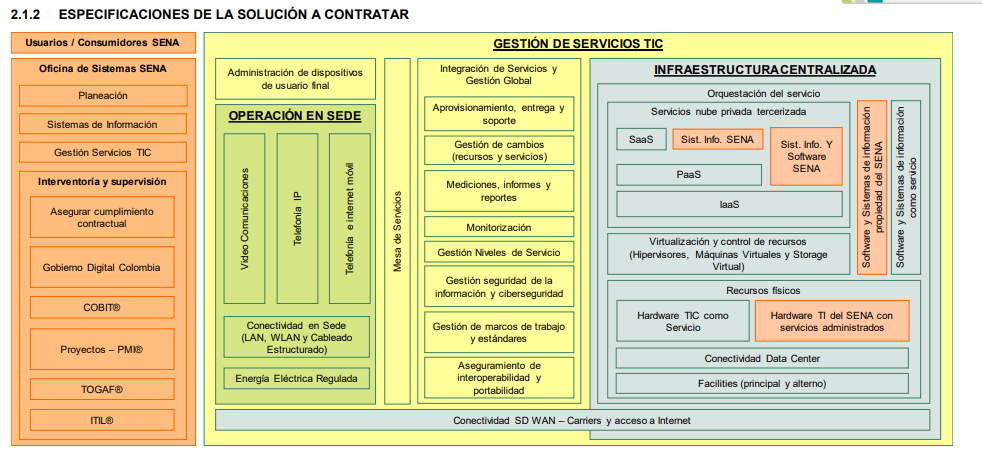 2.1.2 ESPECIFICACIONES DE LA SOLUCIÓN A CONTRATAR
Usuarios / Consumidores SENA
Oficina de Sistemas SENA
Planeación
Sistemas de Información
Gestión Servicios TIC
Interventoría y supervisión
Asegurar cumplimiento
contractual
Gobierno Digital Colombia
COBIT®
Proyectos – PMI®
TOGAF®
ITIL®
GESTIÓN DE SERVICIOS TIC
Administración de dispositivos
de usuario final
OPERACIÓN EN SEDE
Video Comunicaciones
Telefonía IP
Telefonía e internet móvil
Conectividad en Sede
(LAN, WLAN y Cableado
Estructurado)
Energía Eléctrica Regulada
Mesa de Servicios
Integración de Servicios y
Gestión Global
Aprovisionamiento, entrega y
soporte
Gestión de cambios
(recursos y servicios)
Mediciones, informes y
reportes
Monitorización
Gestión Niveles de Servicio
Gestión seguridad de la
información y ciberseguridad
Gestión de marcos de trabajo
y estándares
Aseguramiento de
interoperabilidad y
portabilidad
INFRAESTRUCTURA CENTRALIZADA
Orquestación del servicio
Servicios nube privada tercerizada
SaaS
Sist. Info. SENA
Sist. Info. Y
Software
SENA
PaaS
IaaS
Virtualización y control de recursos
(Hipervisores, Máquinas Virtuales y Storage
Virtual)
Software y Sistemas de información
propiedad del SENA
Software y Sistemas de información
como servicio
Recursos físicos
Hardware TIC como
Servicio
Hardware TI del SENA con
servicios administrados
Conectividad Data Center
Facilities (principal y alterno)
Conectividad SD WAN – Carriers y acceso a Internet